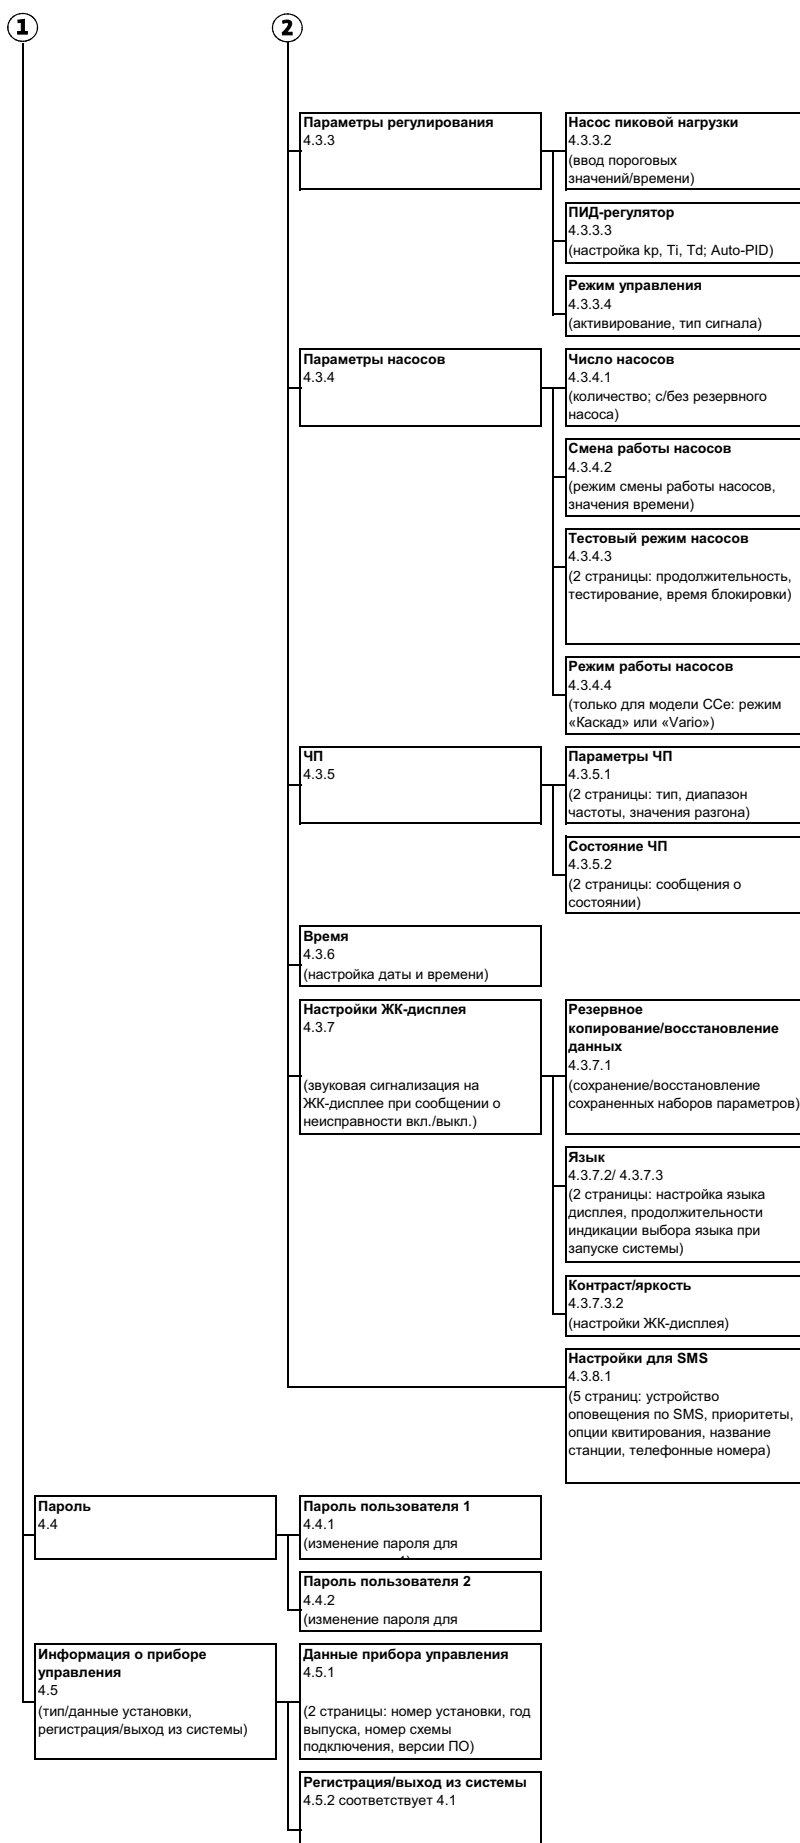 1
2
Параметры регулирования
4.3.3
Насос пиковой нагрузки
4.3.3.2
(ввод пороговых
значений/времени)
ПИД-регулятор
4.3.3.3
(настройка kp, Ti, Td; Auto-PID)
Режим управления
4.3.3.4
(активирование, тип сигнала)
Параметры насосов
4.3.4
Число насосов
4.3.4.1
(количество; с/без резервного
насоса)
Смена работы насосов
4.3.4.2
(режим смены работы насосов,
значения времени)
Тестовый режим насосов
4.3.4.3
(2 страницы: продолжительность,
тестирование, время блокировки)
Режим работы насосов
4.3.4.4
(только для модели CCe: режим
«Каскад» или «Vario»)
ЧП
4.3.5
Параметры ЧП
4.3.5.1
(2 страницы: тип, диапазон
частоты, значения разгона)
Состояние ЧП
4.3.5.2
(2 страницы: сообщения о
состоянии)
Время
4.3.6
(настройка даты и времени)
Настройки ЖК-дисплея
4.3.7
(звуковая сигнализация на
ЖК-дисплее при сообщении о
неисправности вкл./выкл.)
Резервное
копирование/восстановление
данных
4.3.7.1
(сохранение/восстановление
сохраненных наборов параметров)
Язык
4.3.7.2/ 4.3.7.3
(2 страницы: настройка языка
дисплея, продолжительности
индикации выбора языка при
запуске системы)
Контраст/яркость
4.3.7.3.2
(настройки ЖК-дисплея)
Настройки для SMS
4.3.8.1
(5 страниц: устройство
оповещения по SMS, приоритеты,
опции квитирования, название
станции, телефонные номера)
Пароль
4.4
Пароль пользователя 1
4.4.1
(изменение пароля для
Пароль пользователя 2
4.4.2
(изменение пароля для
Информация о приборе
управления
4.5
(тип/данные установки,
регистрация/выход из системы)
Данные прибора управления
4.5.1
(2 страницы: номер установки, год
выпуска, номер схемы
подключения, версии ПО)
Регистрация/выход из системы
4.5.2 соответствует 4.1